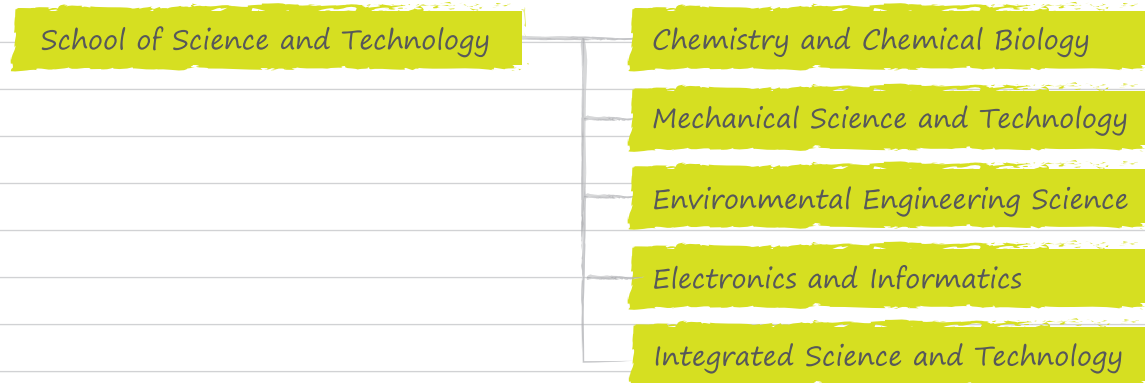 School of Science and Technology
Chemistry and Chemical Biology
Mechanical Science and Technology
Environmental Engineering Science
Electronics and Informatics
Integrated Science and Technology